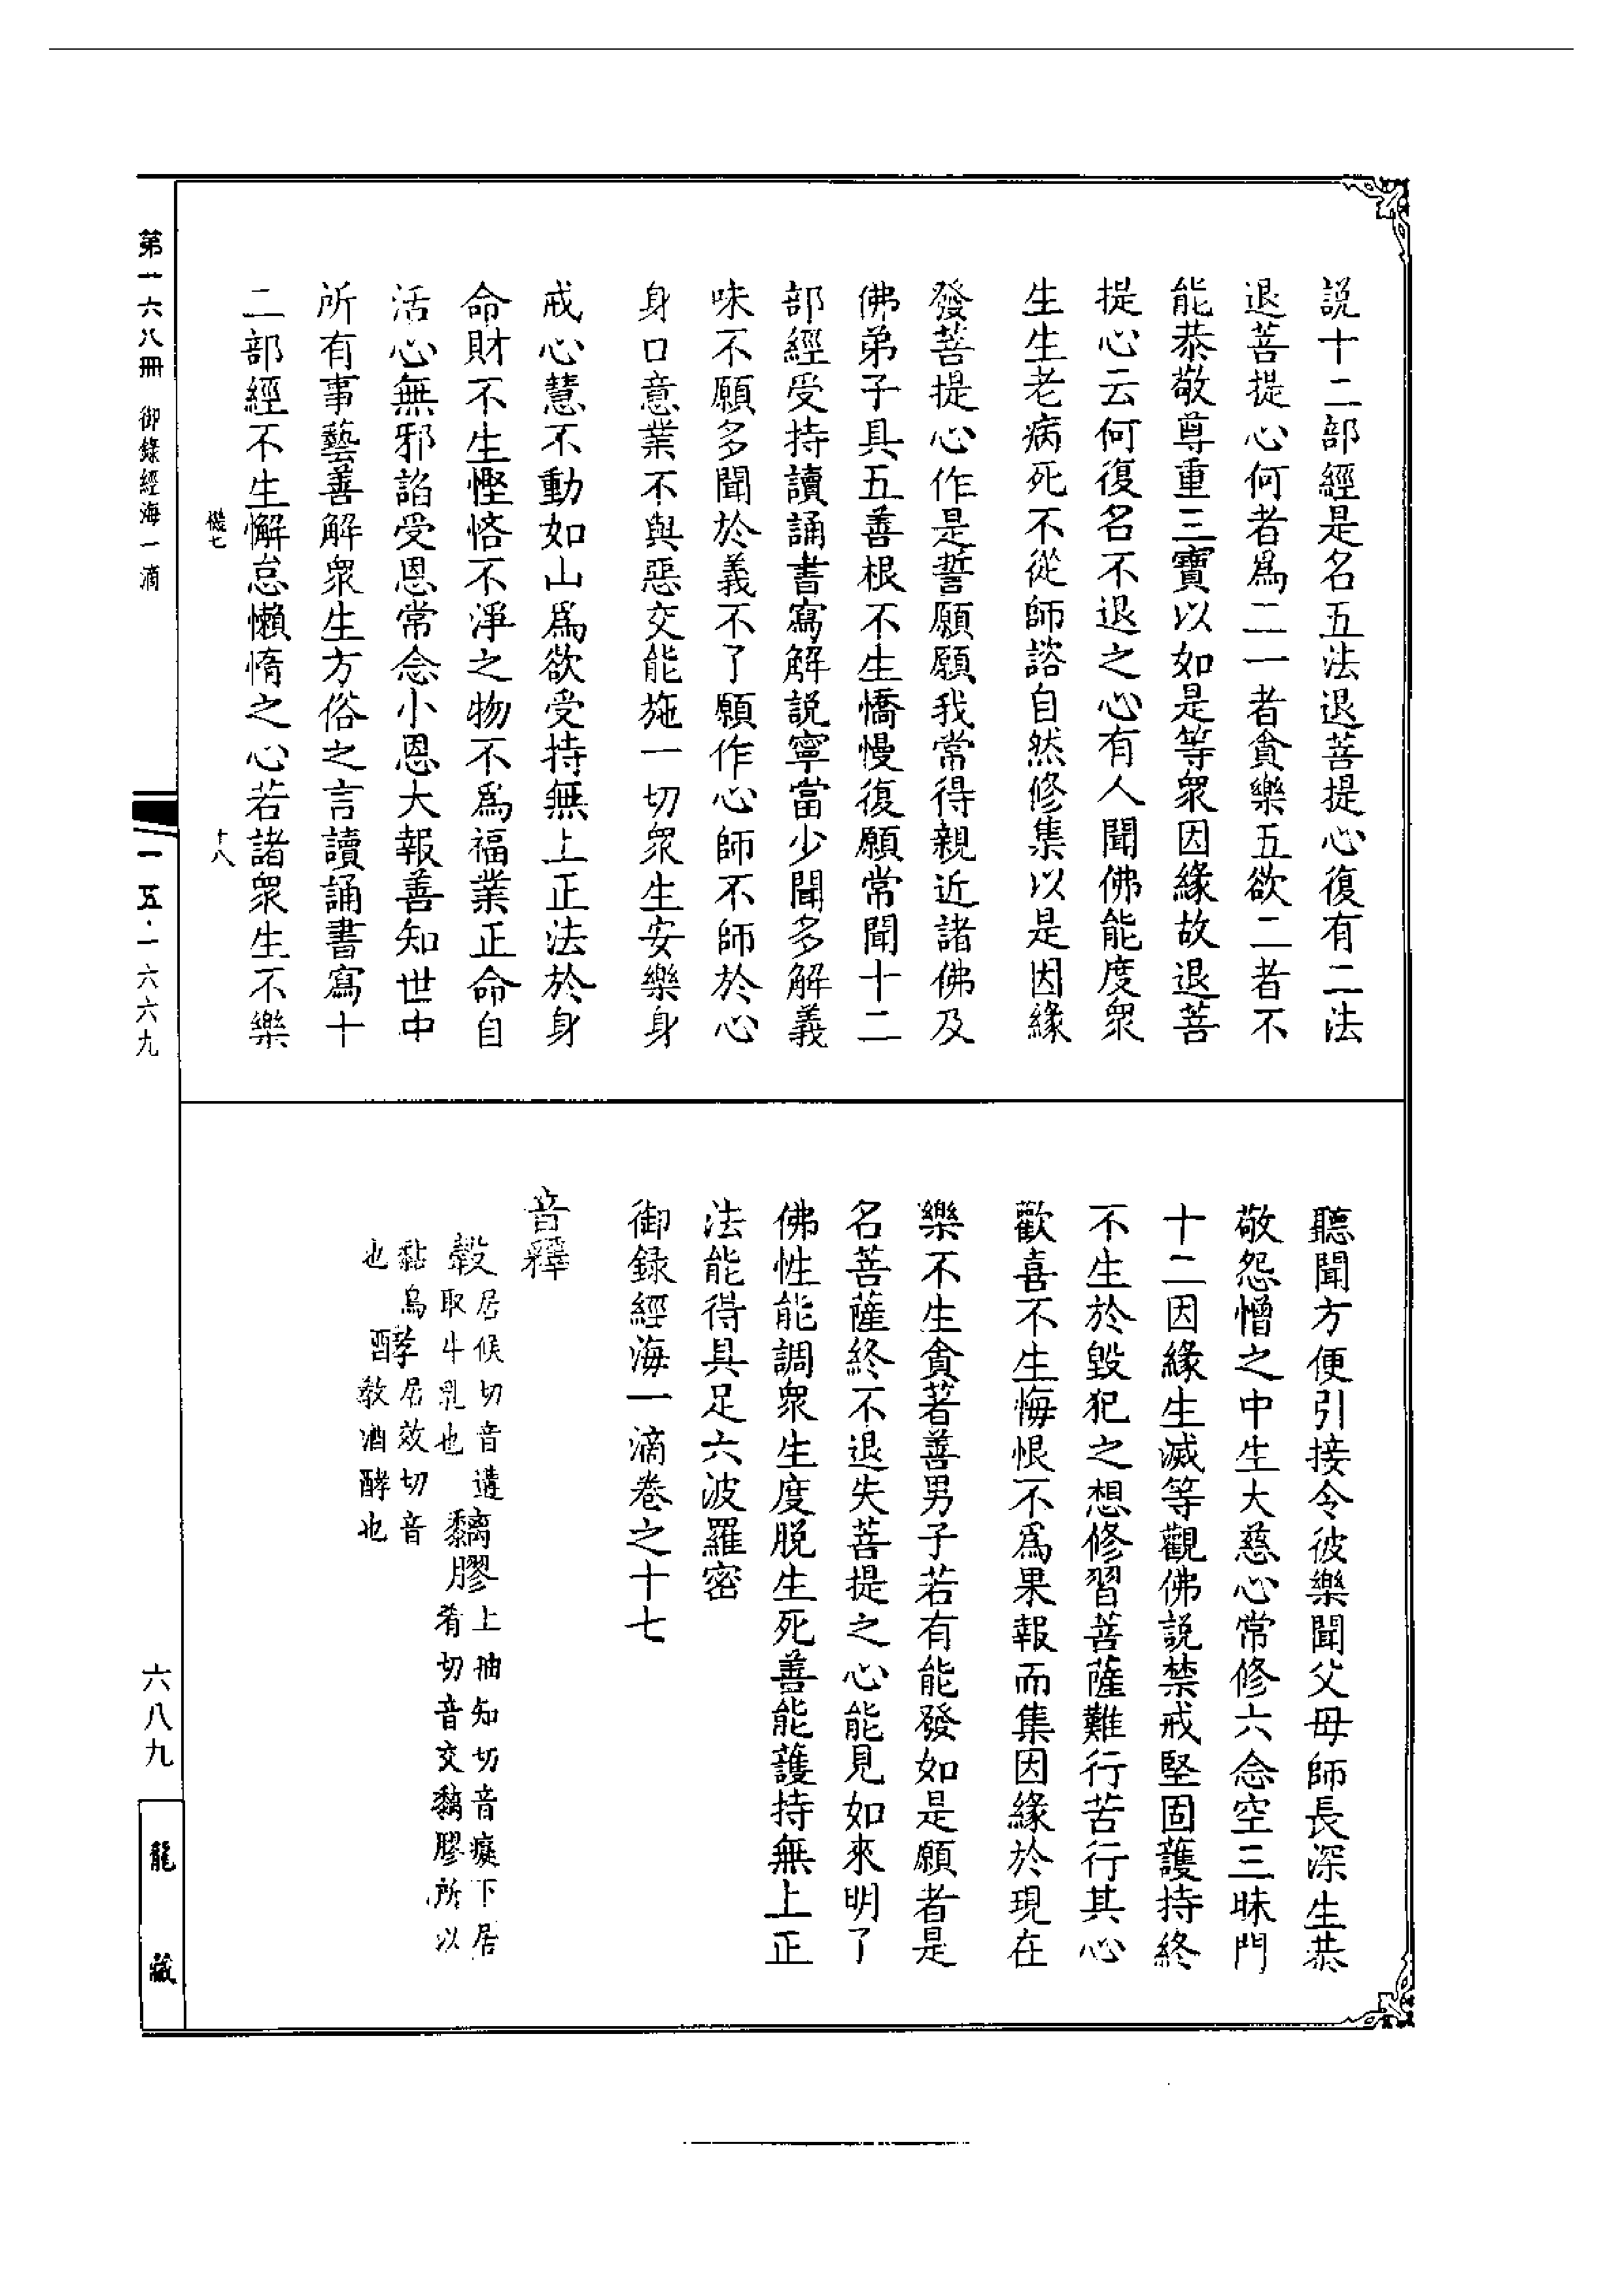 說十二部經是名五法退菩提心復有二法
退菩提心何者爲二一者貪樂五欲二者不
能恭敬尊重三寶以如是等衆因緣故退菩
提心云何復名不退之心有人聞佛能度衆
生生老病死不從師諮自然修集以是因緣
發菩提心作是誓願願我常得親近諸佛及
佛弟子具五善根不生憍慢復願常聞十二
部經受持讀誦書寫解說寧當少聞多解義
味不願多聞於義不了願作心師不師於心
身口意業不與惡交能施一切衆生安樂身
戒心慧不動如山爲欲受持無上正法於身
命財不生慳悋不淨之物不爲福業正命自
活心無邪諂受恩常念小恩大報善知世中
所有事藝善解衆生方俗之言讀誦書寫十
二部經不生懈怠懶惰之心若諸衆生不樂
機七
十八
聽聞方便引接令彼樂聞父母師長深生恭
敬怨憎之中生大慈心常修六念空三昧門
十二因緣生滅等觀佛說禁戒堅固護持終
不生於毀犯之想修習菩薩難行苦行其心
歡喜不生悔恨不爲果報而集因緣於現在
樂不生貪著善男子若有能發如是願者是
名菩薩終不退失菩提之心能見如來明了
佛性能調衆生度脫生死善能護持無上正
法能得具足六波羅密
御録經海一滴卷之十七
音釋
居候切音遘
取牛乳也
黐膠
上抽知切音癡下居
肴切音交黐膠所以
黏鳥
也
酵
居效切音
教酒酵也
第一六八冊
御錄經海一滴
一五·一六六九
六八九
龍藏